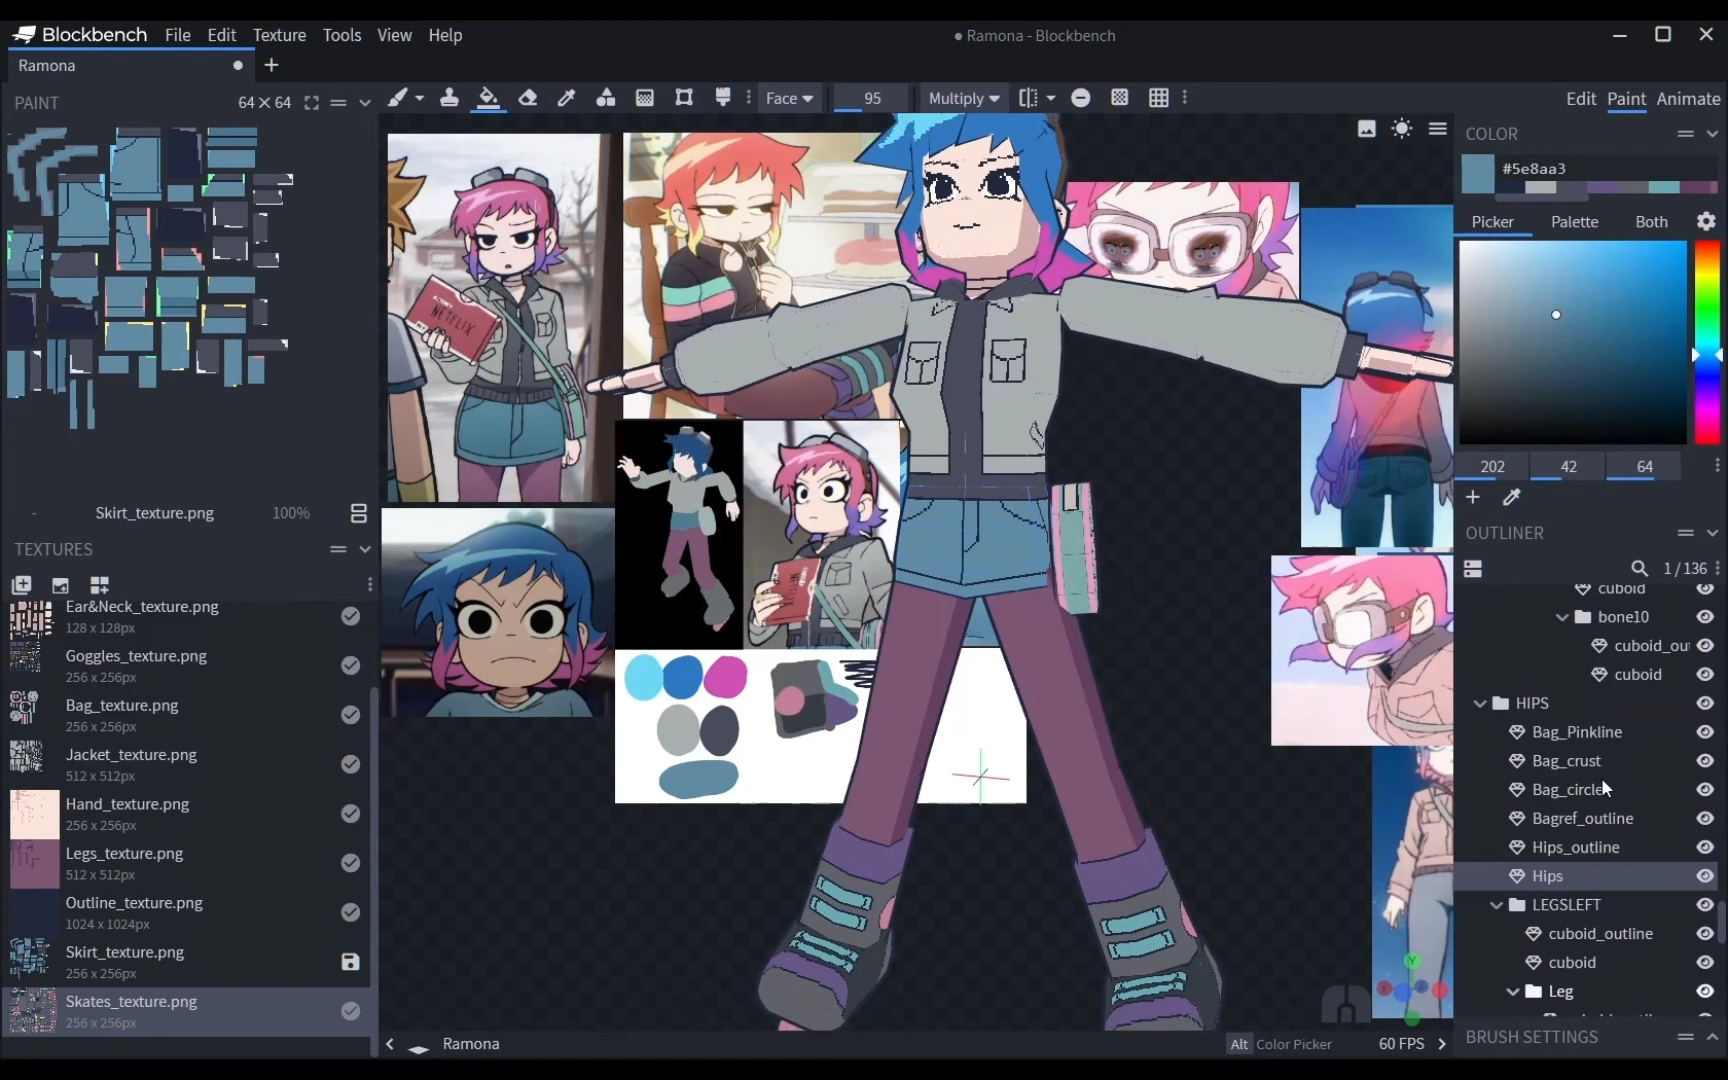 Blockbench File Edit Texture Tools View Help
Ramona - Blockbench
Ramona
PAINT 64 × 64
Face 95 Multiply
Edit Paint Animate
COLOR
#5e8aa3
Picker Palette Both
NETFLIX
NETFLIX
202 42 64
- Skirt_texture.png 100%
TEXTURES
Ear&Neck_texture.png
128 x 128px
Goggles_texture.png
256 x 256px
Bag_texture.png
256 x 256px
Jacket_texture.png
512 x 512px
Hand_texture.png
256 x 256px
Legs_texture.png
512 x 512px
Outline_texture.png
1024 x 1024px
Skirt_texture.png
256 x 256px
Skates_texture.png
256 x 256px
OUTLINER
1 / 136
cuboid
bone10
cuboid_out
cuboid
HIPS
Bag_Pinkline
Bag_crust
Bag_circle
Bagref_outline
Hips_outline
Hips
LEGSLEFT
cuboid_outline
cuboid
Leg
Y
BRUSH SETTINGS
Ramona
Alt Color Picker 60 FPS